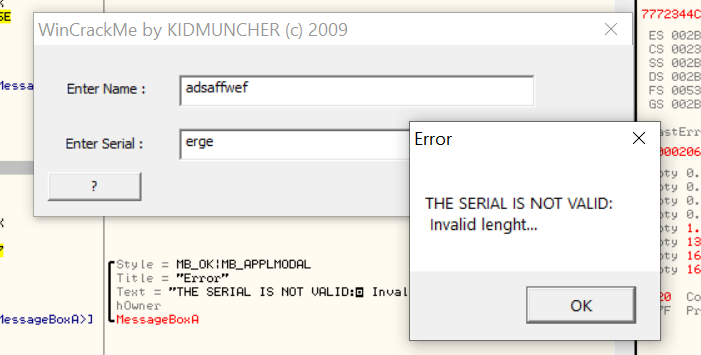 SE
WinCrackMe by KIDMUNCHER (c) 2009
7772344C
ES 002B
CS 0023
SS 002B
DS 002B
FS 0053
GS 002B
Messa
Enter Name :
adsaffwef
Enter Serial :
erge
?
Error
THE SERIAL IS NOT VALID:
Invalid lenght...
OK
astErr
000206
pty 0.
pty 0.
pty 0.
pty 0.
pty 1.
pty 13
pty 16
pty 16
Style = MB_OK|MB_APPLMODAL
Title = "Error"
Text = "THE SERIAL IS NOT VALID: Inval
hOwner
MessageBoxA
MessageBoxA>]
20 Co
7F Pr